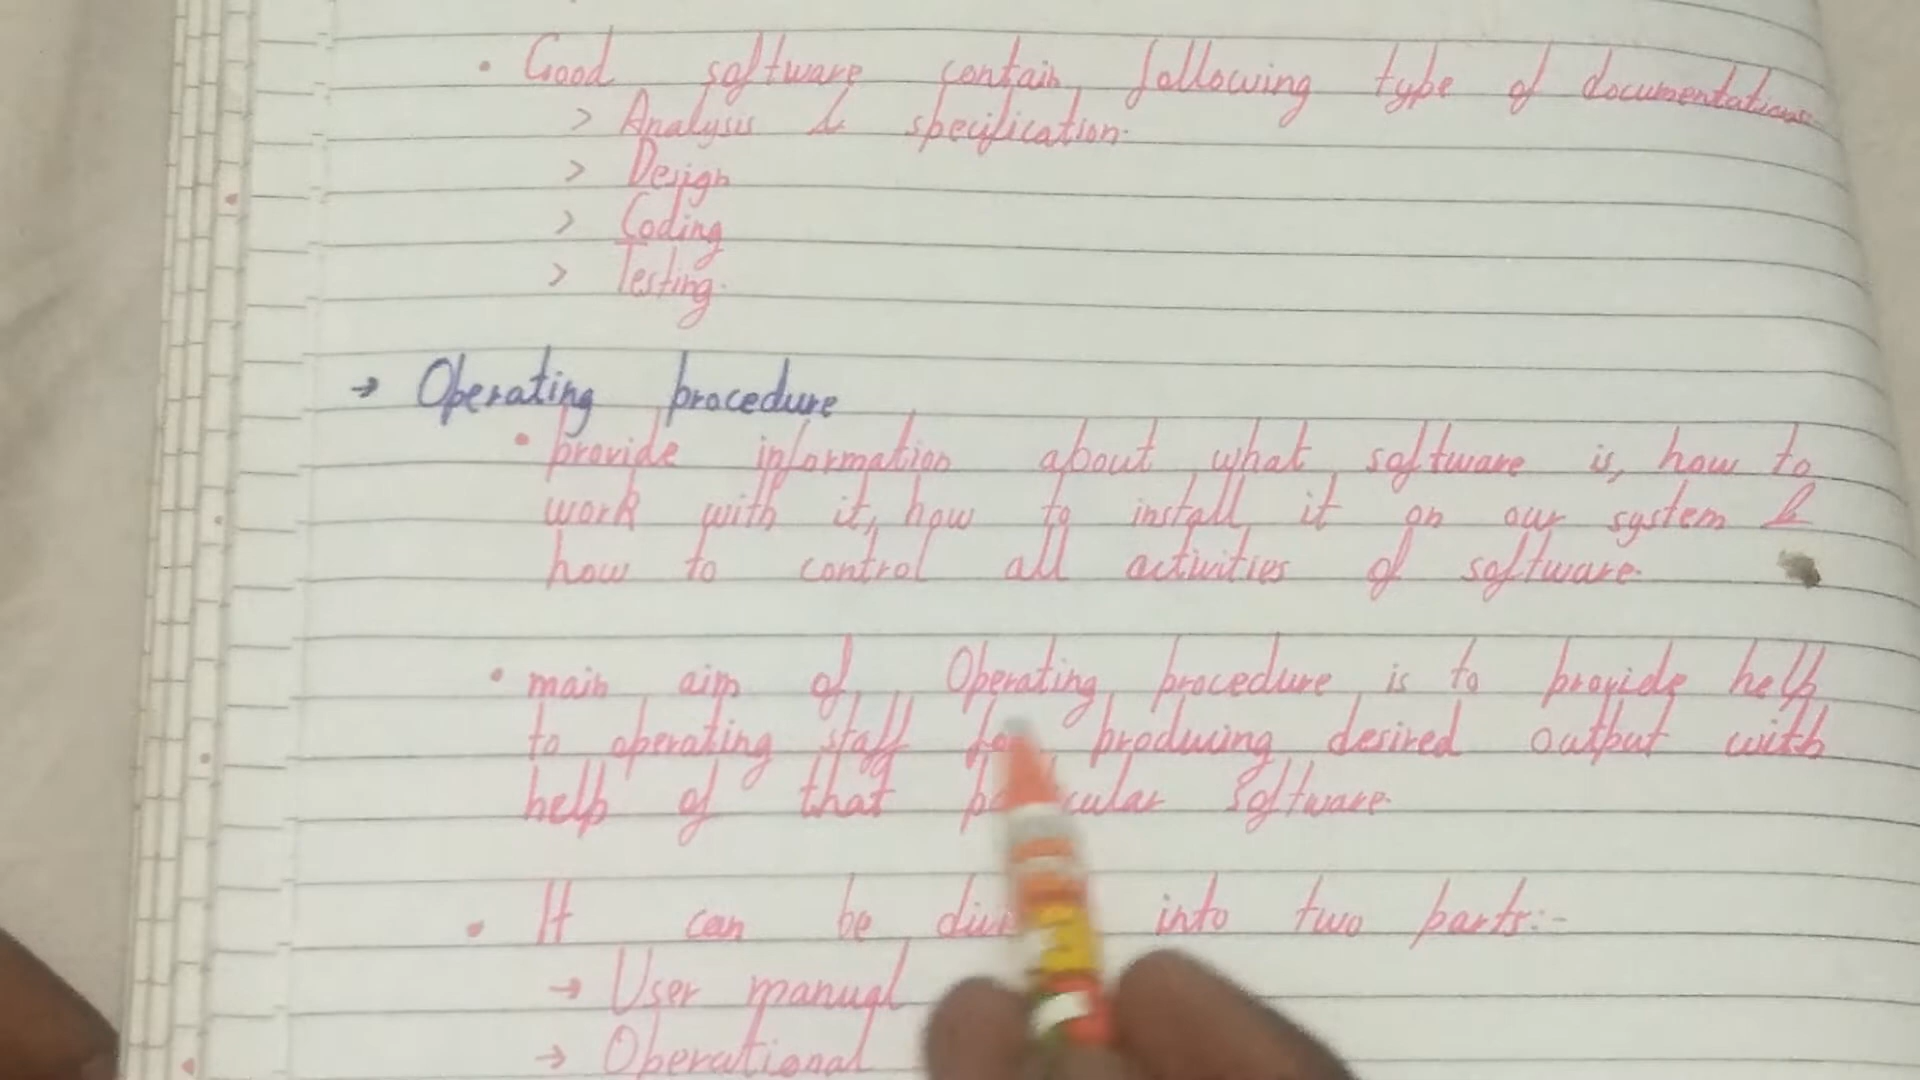 • Good software contain following type of documentations
> Analysis & specification.
> Design
> Coding
> Testing.
→ Operating procedure
• provide information about what software is, how to
work with it, how to install it on our system &
how to control all activities of software.
• main aim of Operating procedure is to provide help
to operating staff for producing desired output with
help of that software.
• It can be into two parts:-
→ User manual
→ Operational